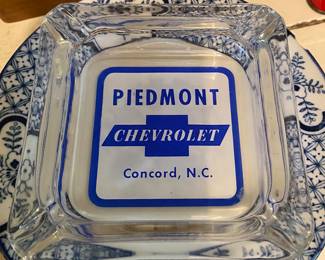 PIEDMONT
CHEVROLET
Concord, N.C.